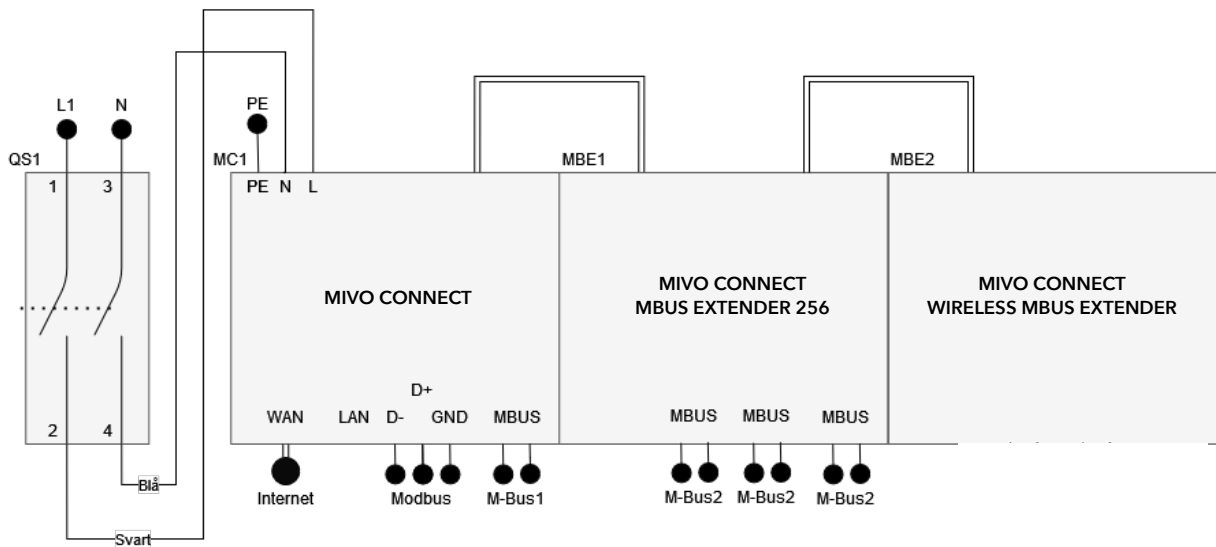 L1 N
PE
QS1
MC1
MBE1
MBE2
1 3
PE N L
MIVO CONNECT
MIVO CONNECT
MBUS EXTENDER 256
MIVO CONNECT
WIRELESS MBUS EXTENDER
D+
WAN LAN D- GND MBUS
MBUS MBUS MBUS
2 4
Internet Modbus M-Bus1
M-Bus2 M-Bus2 M-Bus2
Blå
Svart